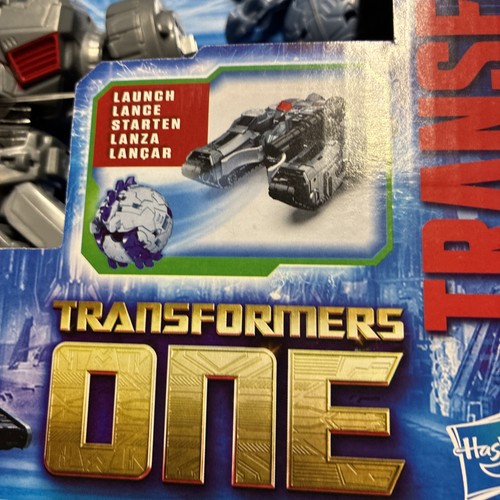 LAUNCH
LANCE
STARTEN
LANZA
LANÇAR
TRANSFORMERS
ONE